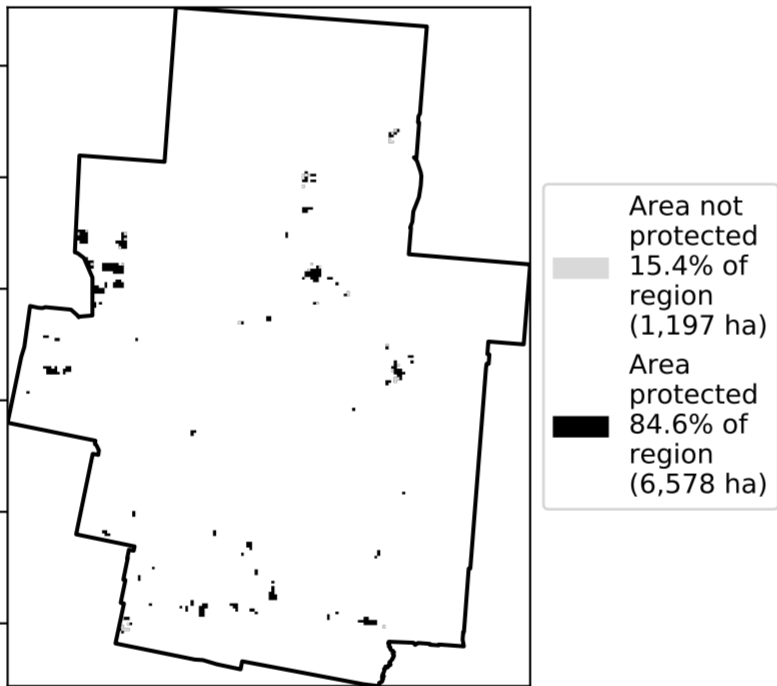 Area not
protected
15.4% of
region
(1,197 ha)
Area
protected
84.6% of
region
(6,578 ha)